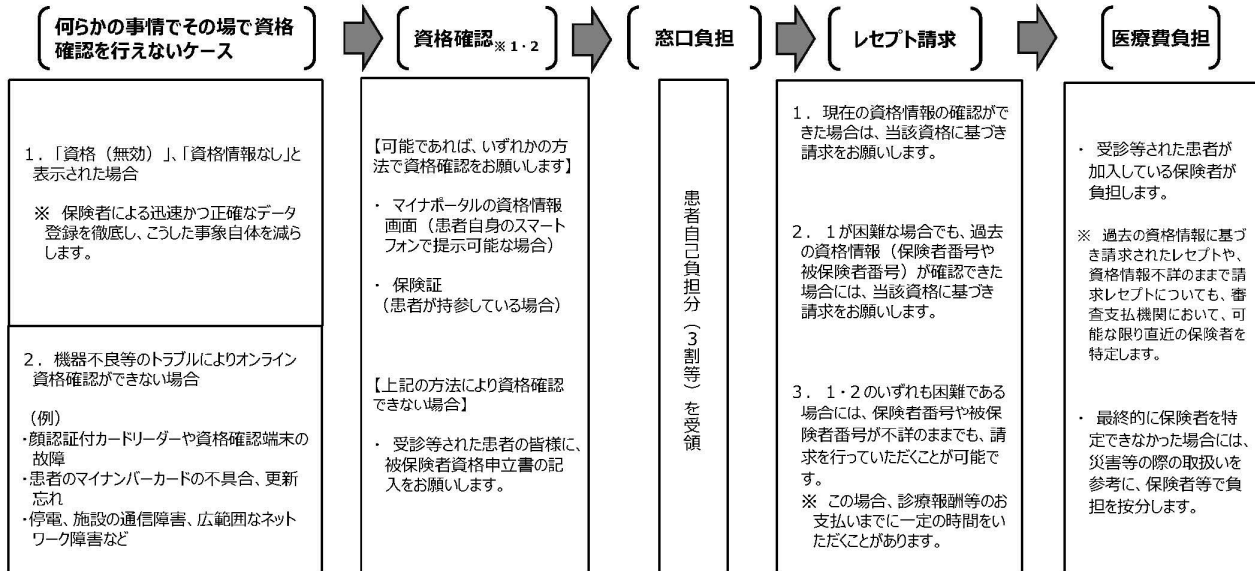 何らかの事情でその場で資格
確認を行えないケース
資格確認※1・2
窓口負担
レセプト請求
医療費負担
1．「資格（無効）」、「資格情報なし」と
表示された場合
※ 保険者による迅速かつ正確なデータ
登録を徹底し、こうした事象自体を減ら
します。
2．機器不良等のトラブルによりオンライン
資格確認ができない場合
（例）
・顔認証付カードリーダーや資格確認端末の
故障
・患者のマイナンバーカードの不具合、更新
忘れ
・停電、施設の通信障害、広範囲なネット
ワーク障害など
【可能であれば、いずれかの方
法で資格確認をお願いします】
・ マイナポータルの資格情報
画面（患者自身のスマート
フォンで提示可能な場合）
・ 保険証
（患者が持参している場合）
【上記の方法により資格確認
できない場合】
・ 受診等された患者の皆様に、
被保険者資格申立書の記
入をお願いします。
患者自己負担分（3割等）を受領
1．現在の資格情報の確認がで
きた場合は、当該資格に基づき
請求をお願いします。
2．1が困難な場合でも、過去
の資格情報（保険者番号や
被保険者番号）が確認できた
場合には、当該資格に基づき
請求をお願いします。
3．1・2のいずれも困難である
場合には、保険者番号や被保
険者番号が不詳のままでも、請
求を行っていただくことが可能で
す。
※ この場合、診療報酬等のお
支払いまでに一定の時間をい
ただくことがあります。
・ 受診等された患者が
加入している保険者が
負担します。
※ 過去の資格情報に基づ
き請求されたレセプトや、
資格情報不詳のままで請
求レセプトについても、審
査支払機関において、可
能な限り直近の保険者を
特定します。
・ 最終的に保険者を特
定できなかった場合には、
災害等の際の取扱いを
参考に、保険者等で負
担を按分します。